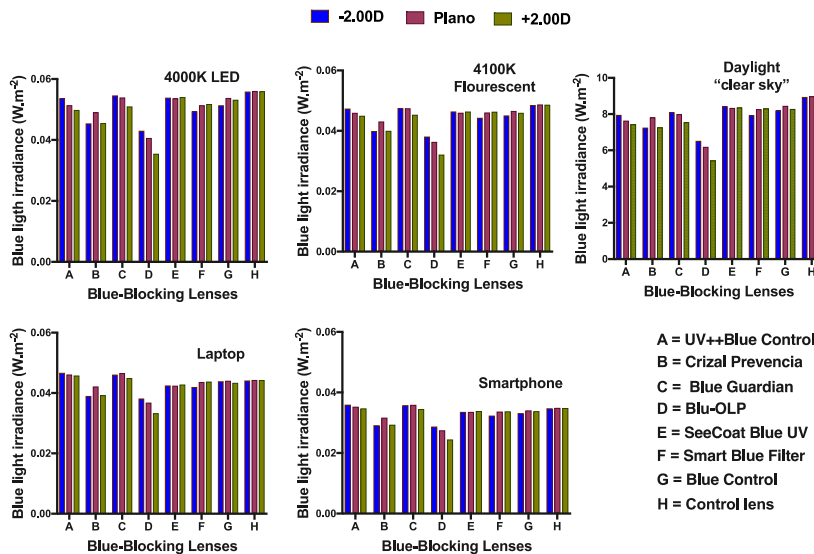 -2.00D Plano +2.00D
4000K LED
Blue ligth irradiance (W.m-2)
0.06
0.04
0.02
0.00
A B C D E F G H
Blue-Blocking Lenses
4100K
Flourescent
Blue light irradiance (W.m-2)
0.06
0.04
0.02
0.00
A B C D E F G H
Blue-Blocking Lenses
Daylight
“clear sky”
Blue light irradiance (W.m-2)
10
8
6
4
2
0
A B C D E F G H
Blue-Blocking Lenses
Laptop
Blue light irradiance (W.m-2)
0.06
0.04
0.02
0.00
A B C D E F G H
Blue-Blocking Lenses
Smartphone
Blue light irradiance (W.m-2)
0.06
0.04
0.02
0.00
A B C D E F G H
Blue-Blocking Lenses
A = UV++Blue Control
B = Crizal Prevencia
C = Blue Guardian
D = Blu-OLP
E = SeeCoat Blue UV
F = Smart Blue Filter
G = Blue Control
H = Control lens